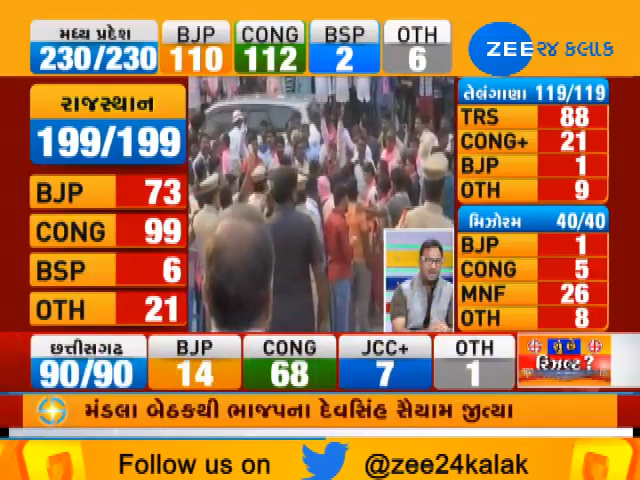 મધ્ય પ્રદેશ BJP CONG BSP OTH
230/230 110 112 2 6
ZEE ૨૪ કલાક
રાજસ્થાન
199/199
BJP 73
CONG 99
BSP 6
OTH 21
તેલંગાણા 119/119
TRS 88
CONG+ 21
BJP 1
OTH 9
મિઝોરમ 40/40
BJP 1
CONG 5
MNF 26
OTH 8
છત્તીસગઢ BJP CONG JCC+ OTH
90/90 14 68 7 1
રિઝલ્ટ?
મંડલા બેઠકથી ભાજપના દેવસિંહ સૈયામ જીત્યા
Follow us on @zee24kalak